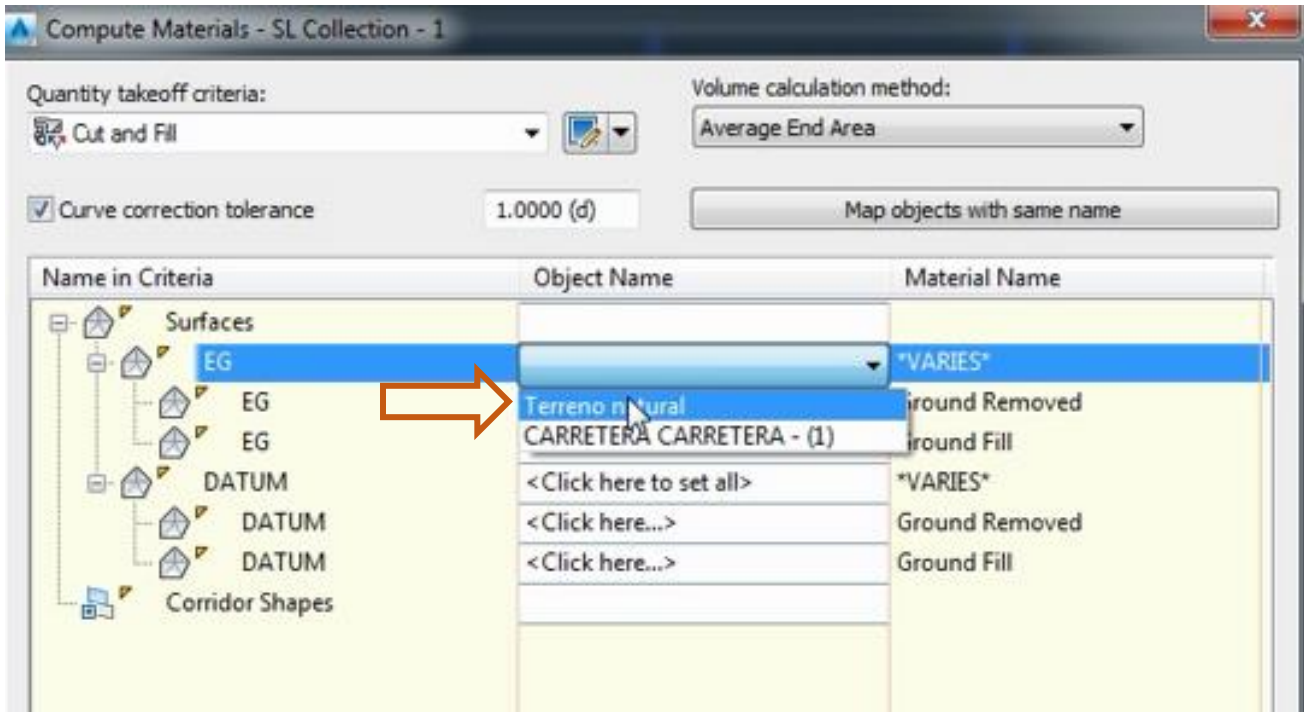 Compute Materials - SL Collection - 1
Quantity takeoff criteria:
Volume calculation method:
Cut and Fill
Average End Area
Curve correction tolerance
1.0000 (d)
Map objects with same name
Name in Criteria Object Name Material Name
Surfaces
EG *VARIES*
EG Terreno natural Ground Removed
EG CARRETERA CARRETERA - (1) Ground Fill
DATUM <Click here to set all> *VARIES*
DATUM <Click here...> Ground Removed
DATUM <Click here...> Ground Fill
Corridor Shapes